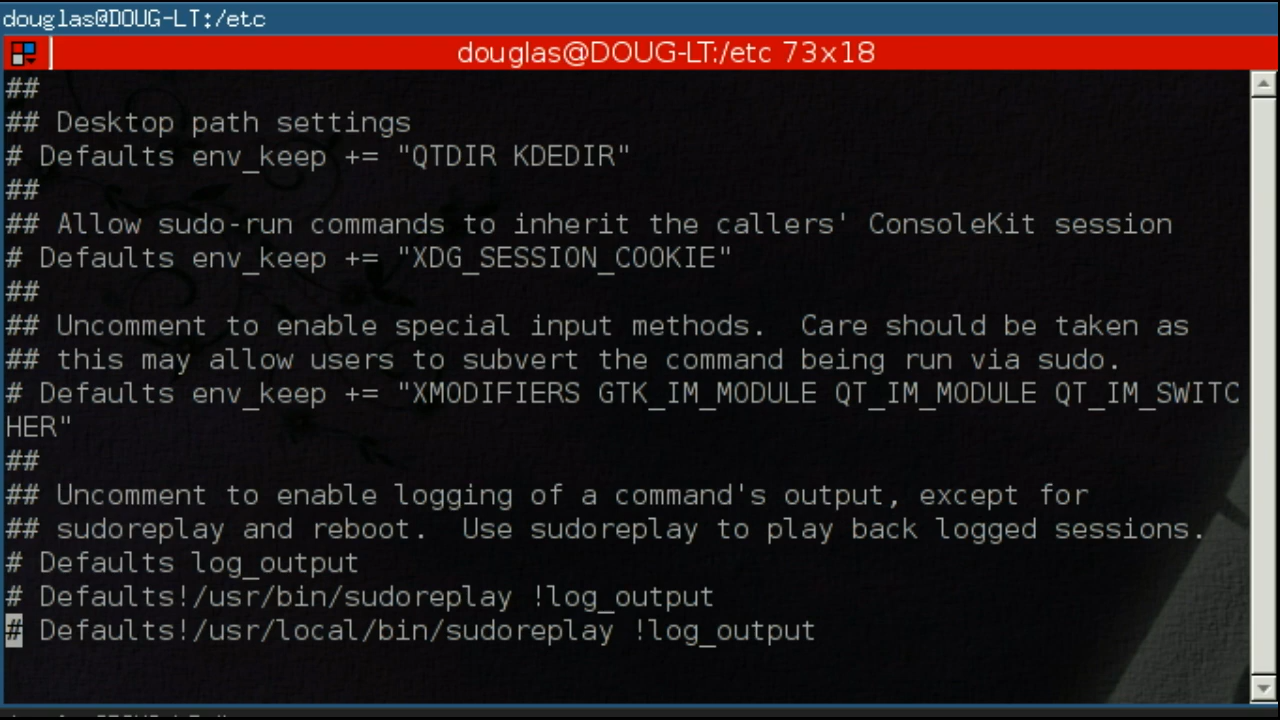 douglas@DOUG-LT:/etc
douglas@DOUG-LT:/etc 73x18
##
## Desktop path settings
# Defaults env_keep += "QTDIR KDEDIR"
##
## Allow sudo-run commands to inherit the callers' ConsoleKit session
# Defaults env_keep += "XDG_SESSION_COOKIE"
##
## Uncomment to enable special input methods.  Care should be taken as
## this may allow users to subvert the command being run via sudo.
# Defaults env_keep += "XMODIFIERS GTK_IM_MODULE QT_IM_MODULE QT_IM_SWITC
HER"
##
## Uncomment to enable logging of a command's output, except for
## sudoreplay and reboot.  Use sudoreplay to play back logged sessions.
# Defaults log_output
# Defaults!/usr/bin/sudoreplay !log_output
# Defaults!/usr/local/bin/sudoreplay !log_output